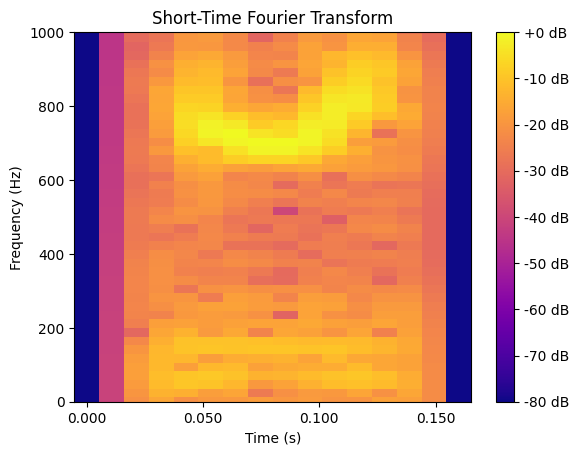 Short-Time Fourier Transform
Frequency (Hz)
1000
800
600
400
200
0
0.000
0.050
0.100
0.150
Time (s)
+0 dB
-10 dB
-20 dB
-30 dB
-40 dB
-50 dB
-60 dB
-70 dB
-80 dB